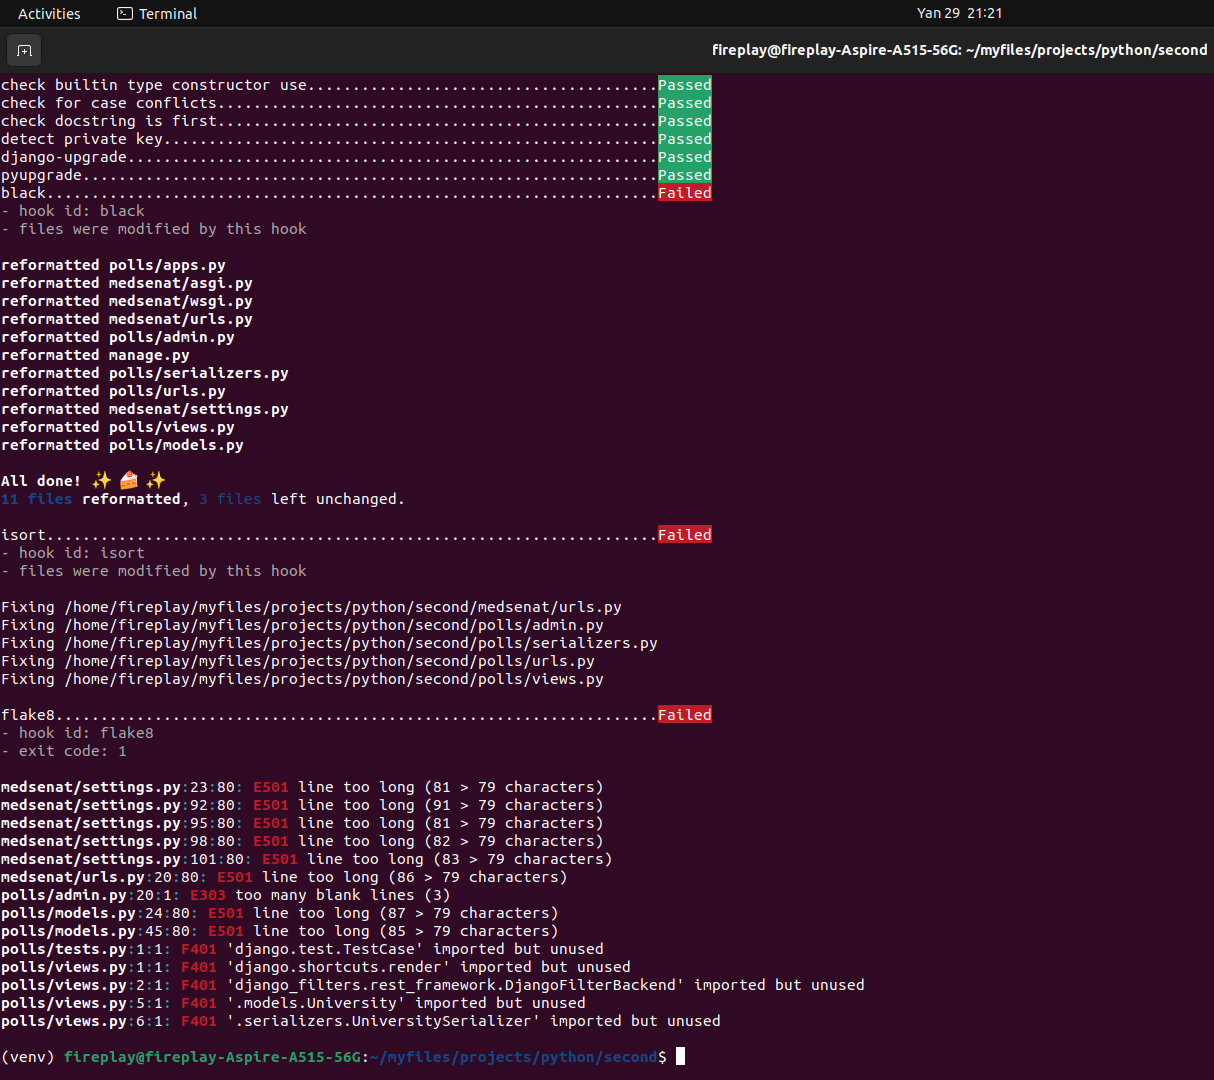 Activities
Terminal
Yan 29 21:21
fireplay@fireplay-Aspire-A515-56G: ~/myfiles/projects/python/second
check builtin type constructor use.......................................Passed
check for case conflicts.................................................Passed
check docstring is first.................................................Passed
detect private key.......................................................Passed
django-upgrade...........................................................Passed
pyupgrade................................................................Passed
black....................................................................Failed
- hook id: black
- files were modified by this hook
reformatted polls/apps.py
reformatted medsenat/asgi.py
reformatted medsenat/wsgi.py
reformatted medsenat/urls.py
reformatted polls/admin.py
reformatted manage.py
reformatted polls/serializers.py
reformatted polls/urls.py
reformatted medsenat/settings.py
reformatted polls/views.py
reformatted polls/models.py
All done! ✨ 🍰 ✨
11 files reformatted, 3 files left unchanged.
isort....................................................................Failed
- hook id: isort
- files were modified by this hook
Fixing /home/fireplay/myfiles/projects/python/second/medsenat/urls.py
Fixing /home/fireplay/myfiles/projects/python/second/polls/admin.py
Fixing /home/fireplay/myfiles/projects/python/second/polls/serializers.py
Fixing /home/fireplay/myfiles/projects/python/second/polls/urls.py
Fixing /home/fireplay/myfiles/projects/python/second/polls/views.py
flake8...................................................................Failed
- hook id: flake8
- exit code: 1
medsenat/settings.py:23:80: E501 line too long (81 > 79 characters)
medsenat/settings.py:92:80: E501 line too long (91 > 79 characters)
medsenat/settings.py:95:80: E501 line too long (81 > 79 characters)
medsenat/settings.py:98:80: E501 line too long (82 > 79 characters)
medsenat/settings.py:101:80: E501 line too long (83 > 79 characters)
medsenat/urls.py:20:80: E501 line too long (86 > 79 characters)
polls/admin.py:20:1: E303 too many blank lines (3)
polls/models.py:24:80: E501 line too long (87 > 79 characters)
polls/models.py:45:80: E501 line too long (85 > 79 characters)
polls/tests.py:1:1: F401 'django.test.TestCase' imported but unused
polls/views.py:1:1: F401 'django.shortcuts.render' imported but unused
polls/views.py:2:1: F401 'django_filters.rest_framework.DjangoFilterBackend' imported but unused
polls/views.py:5:1: F401 '.models.University' imported but unused
polls/views.py:6:1: F401 '.serializers.UniversitySerializer' imported but unused
(venv) fireplay@fireplay-Aspire-A515-56G:~/myfiles/projects/python/second$